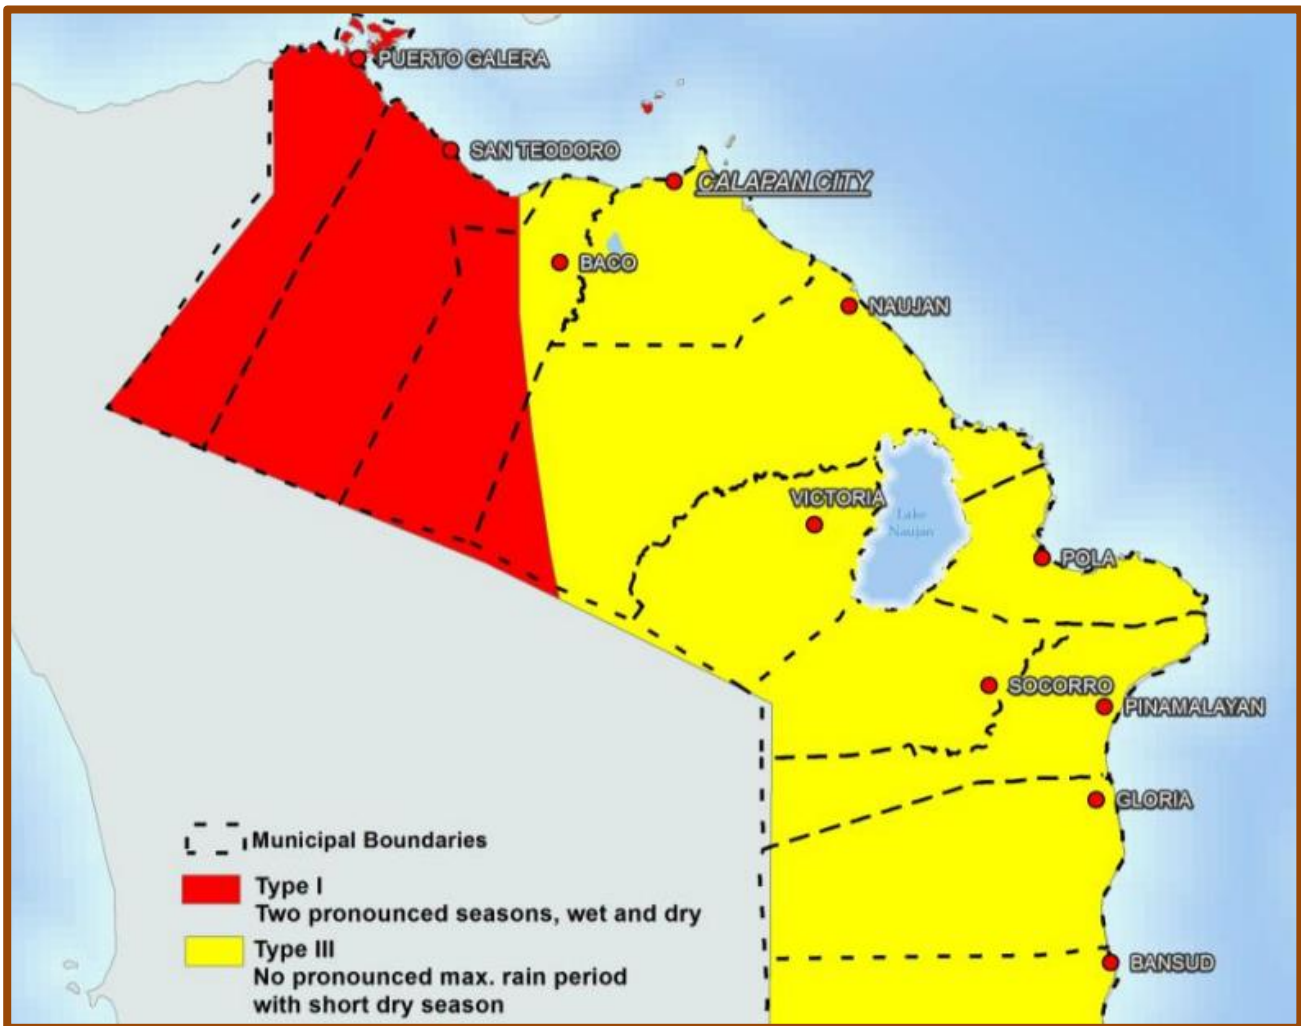 PUERTO GALERA
SAN TEODORO
CALAPAN CITY
BACO
NAUJAN
VICTORIA
Lake
Naujan
POLA
SOCORRO
PINAMALAYAN
GLORIA
BANSUD
Municipal Boundaries
Type I
Two pronounced seasons, wet and dry
Type III
No pronounced max. rain period
with short dry season